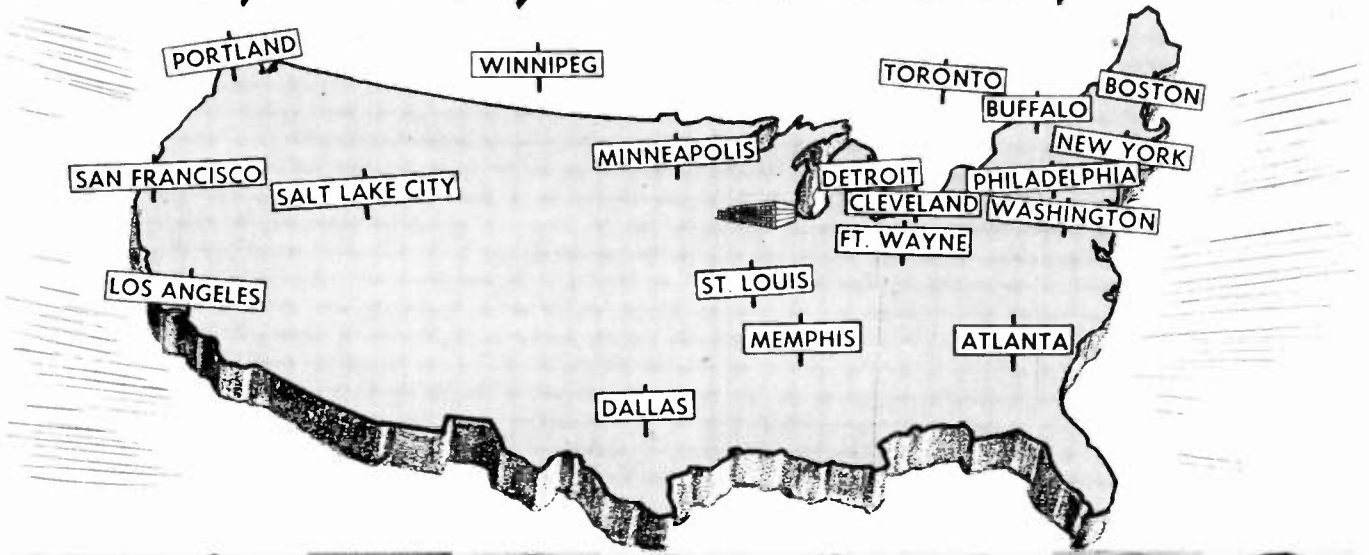 PORTLAND
WINNIPEG
TORONTO
BOSTON
BUFFALO
MINNEAPOLIS
NEW YORK
SAN FRANCISCO
SALT LAKE CITY
DETROIT
PHILADELPHIA
CLEVELAND
WASHINGTON
FT. WAYNE
LOS ANGELES
ST. LOUIS
MEMPHIS
ATLANTA
DALLAS